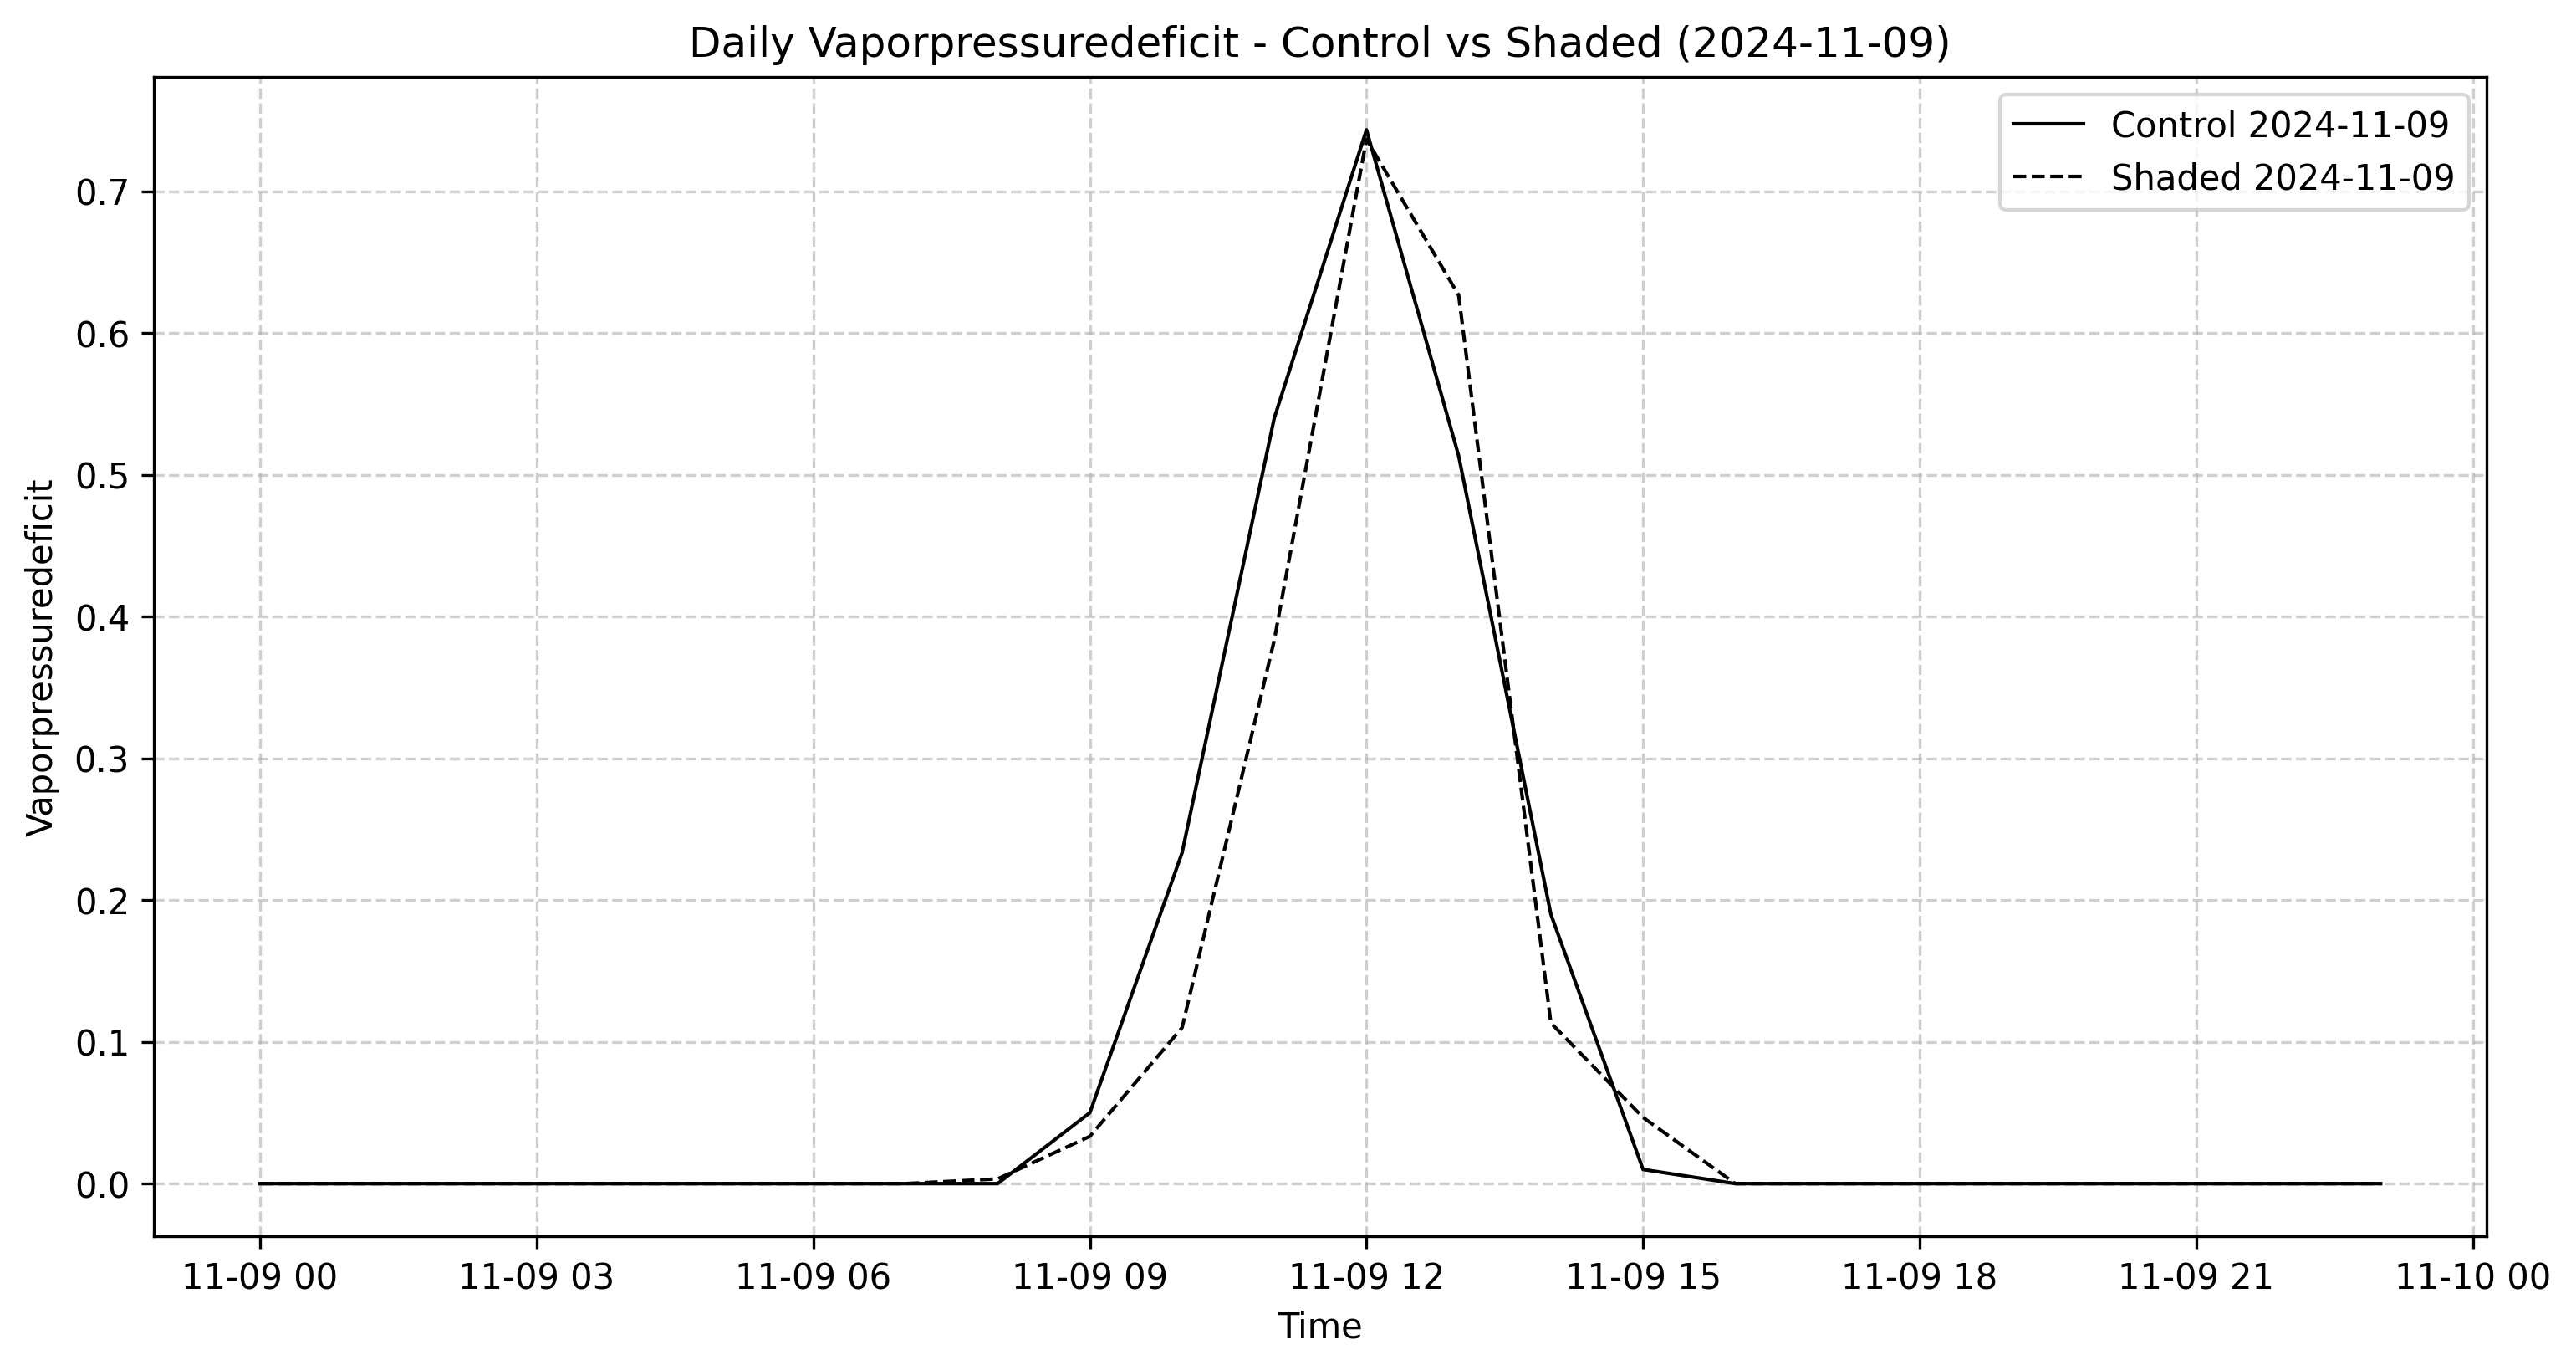 Daily Vaporpressuredeficit - Control vs Shaded (2024-11-09)
Control 2024-11-09
Shaded 2024-11-09
Vaporpressuredeficit
0.7
0.6
0.5
0.4
0.3
0.2
0.1
0.0
11-09 00 11-09 03 11-09 06 11-09 09 11-09 12 11-09 15 11-09 18 11-09 21 11-10 00
Time